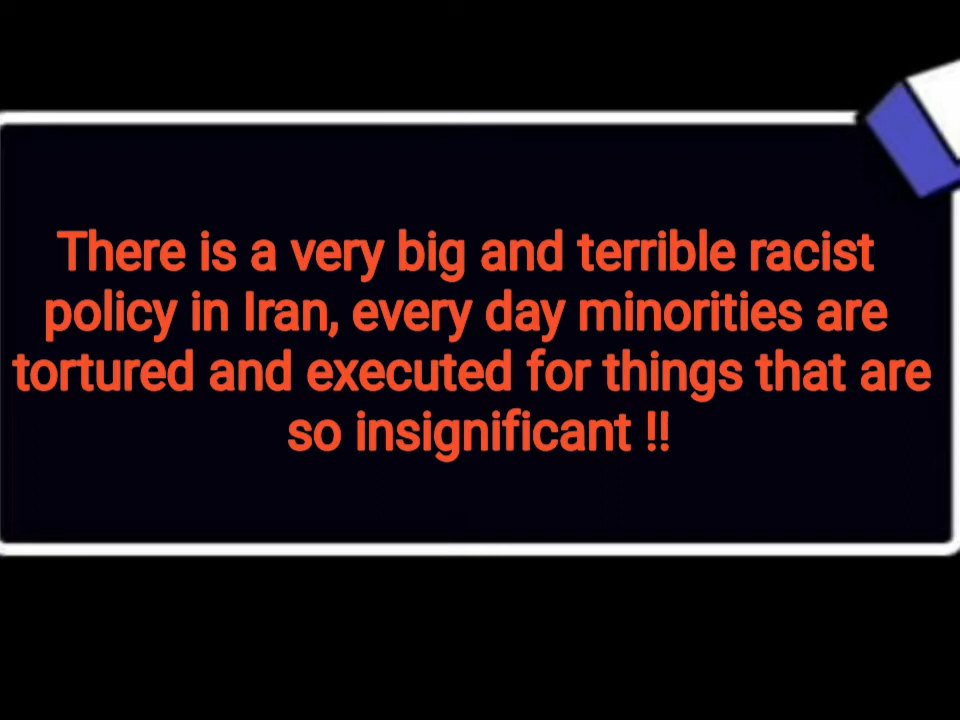 There is a very big and terrible racist
policy in Iran, every day minorities are
tortured and executed for things that are
so insignificant !!